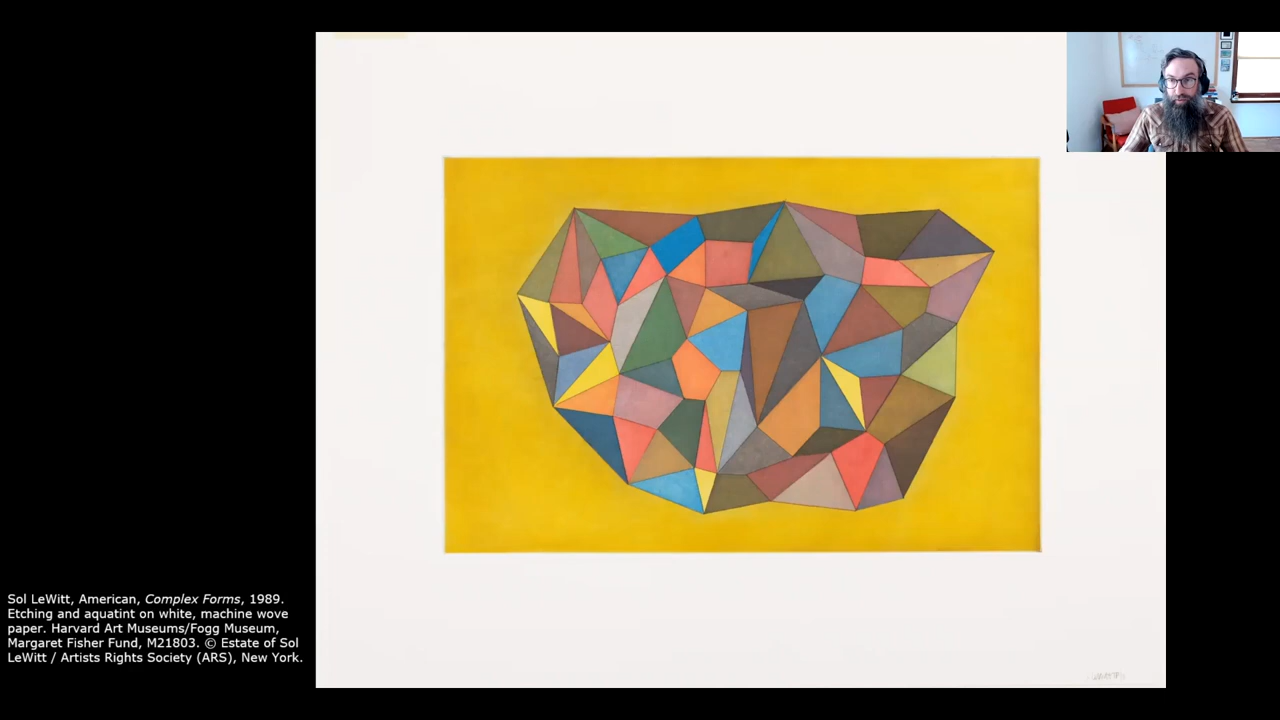 Sol LeWitt, American, Complex Forms, 1989.
Etching and aquatint on white, machine wove
paper. Harvard Art Museums/Fogg Museum,
Margaret Fisher Fund, M21803. © Estate of Sol
LeWitt / Artists Rights Society (ARS), New York.